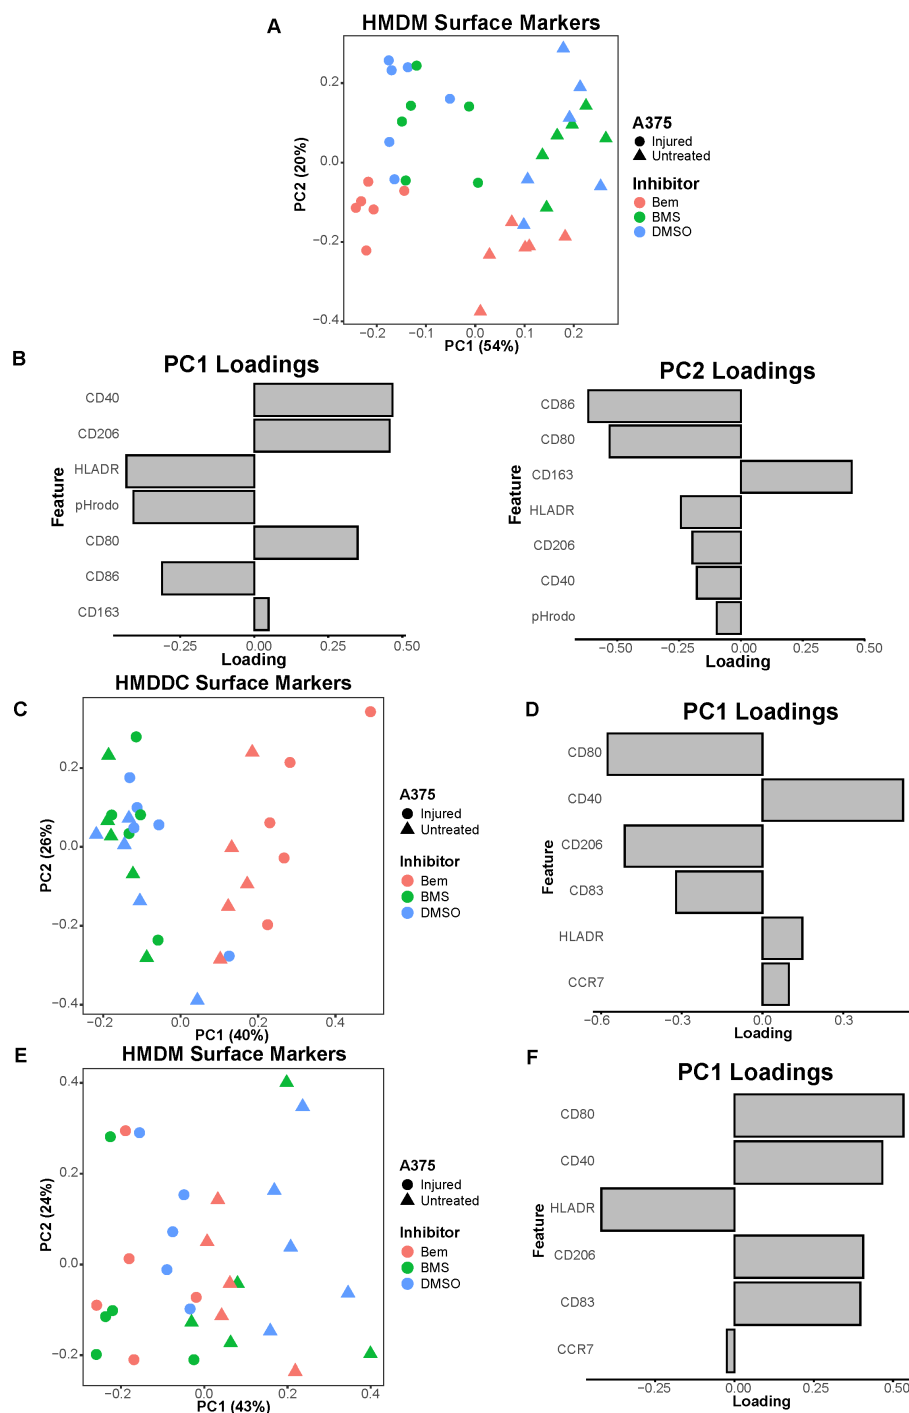 A
HMDM Surface Markers
PC2 (20%)
0.2
0.0
−0.2
−0.4
−0.2
−0.1
0.0
0.1
0.2
PC1 (54%)
A375
Injured
Untreated
Inhibitor
Bem
BMS
DMSO
B
PC1 Loadings
Feature
CD40
CD206
HLADR
pHrodo
CD80
CD86
CD163
−0.25
0.00
0.25
0.50
Loading
PC2 Loadings
Feature
CD86
CD80
CD163
HLADR
CD206
CD40
pHrodo
−0.50
−0.25
0.00
0.25
0.50
Loading
C
HMDDC Surface Markers
PC2 (26%)
0.2
0.0
−0.2
−0.4
−0.2
0.0
0.2
0.4
PC1 (40%)
A375
Injured
Untreated
Inhibitor
Bem
BMS
DMSO
D
PC1 Loadings
Feature
CD80
CD40
CD206
CD83
HLADR
CCR7
−0.6
−0.3
0.0
0.3
Loading
E
HMDM Surface Markers
PC2 (24%)
0.4
0.2
0.0
−0.2
−0.2
0.0
0.2
0.4
PC1 (43%)
A375
Injured
Untreated
Inhibitor
Bem
BMS
DMSO
F
PC1 Loadings
Feature
CD80
CD40
HLADR
CD206
CD83
CCR7
−0.25
0.00
0.25
0.50
Loading